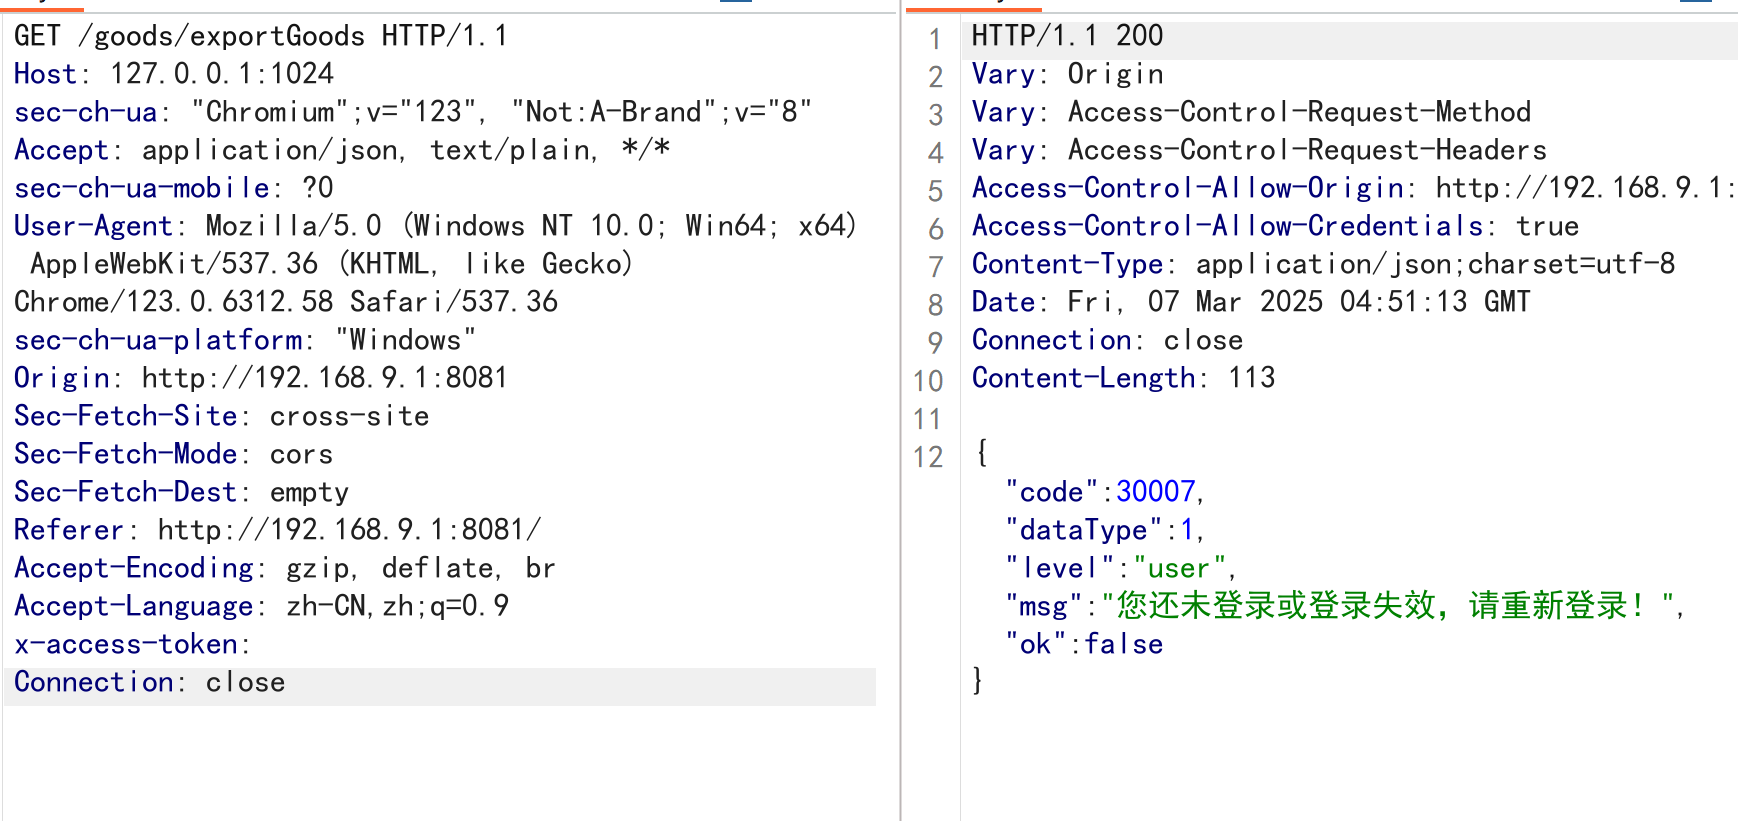 GET /goods/exportGoods HTTP/1.1
Host: 127.0.0.1:1024
sec-ch-ua: "Chromium";v="123", "Not:A-Brand";v="8"
Accept: application/json, text/plain, */*
sec-ch-ua-mobile: ?0
User-Agent: Mozilla/5.0 (Windows NT 10.0; Win64; x64)
AppleWebKit/537.36 (KHTML, like Gecko)
Chrome/123.0.6312.58 Safari/537.36
sec-ch-ua-platform: "Windows"
Origin: http://192.168.9.1:8081
Sec-Fetch-Site: cross-site
Sec-Fetch-Mode: cors
Sec-Fetch-Dest: empty
Referer: http://192.168.9.1:8081/
Accept-Encoding: gzip, deflate, br
Accept-Language: zh-CN,zh;q=0.9
x-access-token:
Connection: close
1 HTTP/1.1 200
2 Vary: Origin
3 Vary: Access-Control-Request-Method
4 Vary: Access-Control-Request-Headers
5 Access-Control-Allow-Origin: http://192.168.9.1:
6 Access-Control-Allow-Credentials: true
7 Content-Type: application/json;charset=utf-8
8 Date: Fri, 07 Mar 2025 04:51:13 GMT
9 Connection: close
10 Content-Length: 113
11
12 {
"code":30007,
"dataType":1,
"level":"user",
"msg":"您还未登录或登录失效，请重新登录！",
"ok":false
}